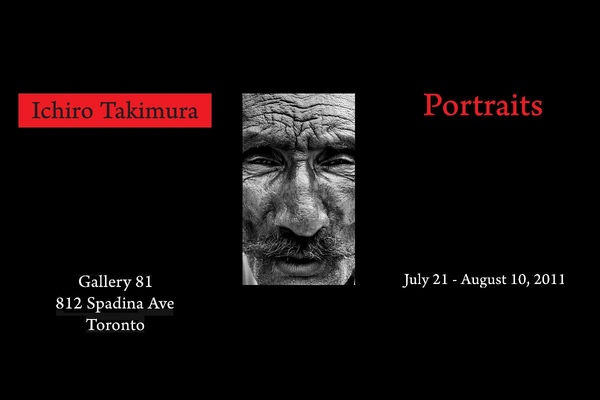 Ichiro Takimura
Portraits
Gallery 81
812 Spadina Ave
Toronto
July 21 - August 10, 2011